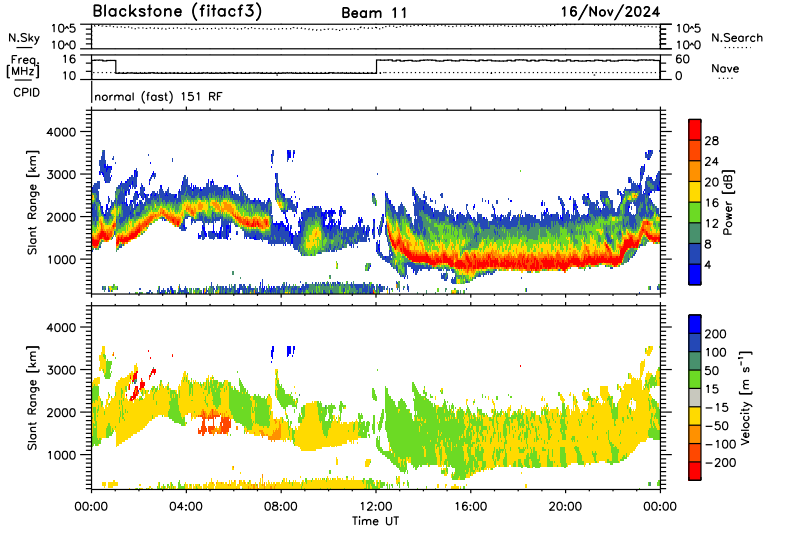 Blackstone (fitacf3) Beam 11 16/Nov/2024
N.Sky 10^5 10^0 10^5 10^0 N.Search
Freq. [MHz] 16 10 60 0 Nave
CPID normal (fast) 151 RF
4000
3000
2000
1000
Slant Range [km]
28
24
20
16
12
8
4
Power [dB]
4000
3000
2000
1000
Slant Range [km]
200
100
50
15
-15
-50
-100
-200
Velocity [m s⁻¹]
00:00 04:00 08:00 12:00 16:00 20:00 00:00
Time UT